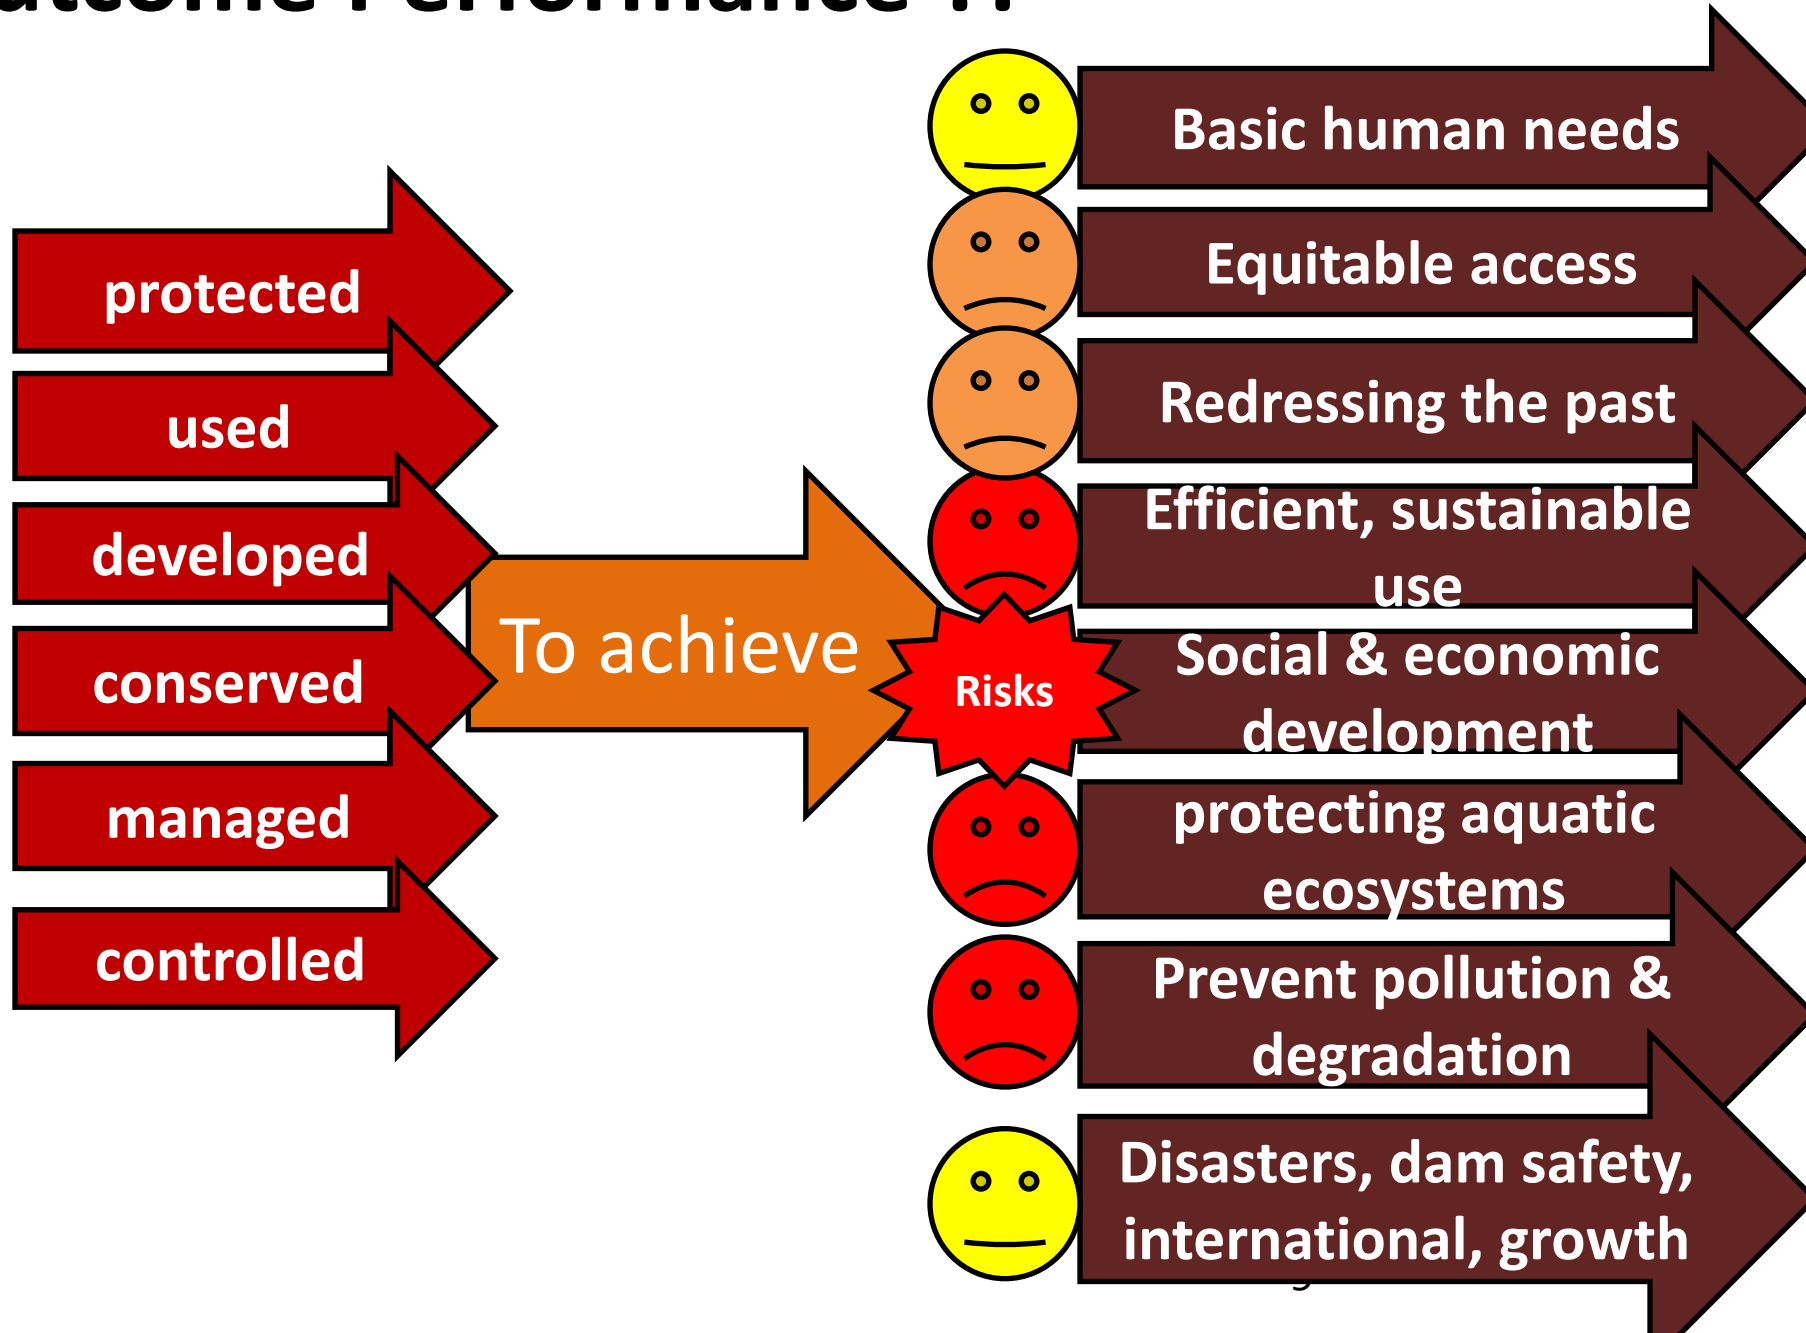 Performance
protected
used
developed
conserved
managed
controlled
To achieve
Risks
Basic human needs
Equitable access
Redressing the past
Efficient, sustainable
use
Social & economic
development
protecting aquatic
ecosystems
Prevent pollution &
degradation
Disasters, dam safety,
international, growth